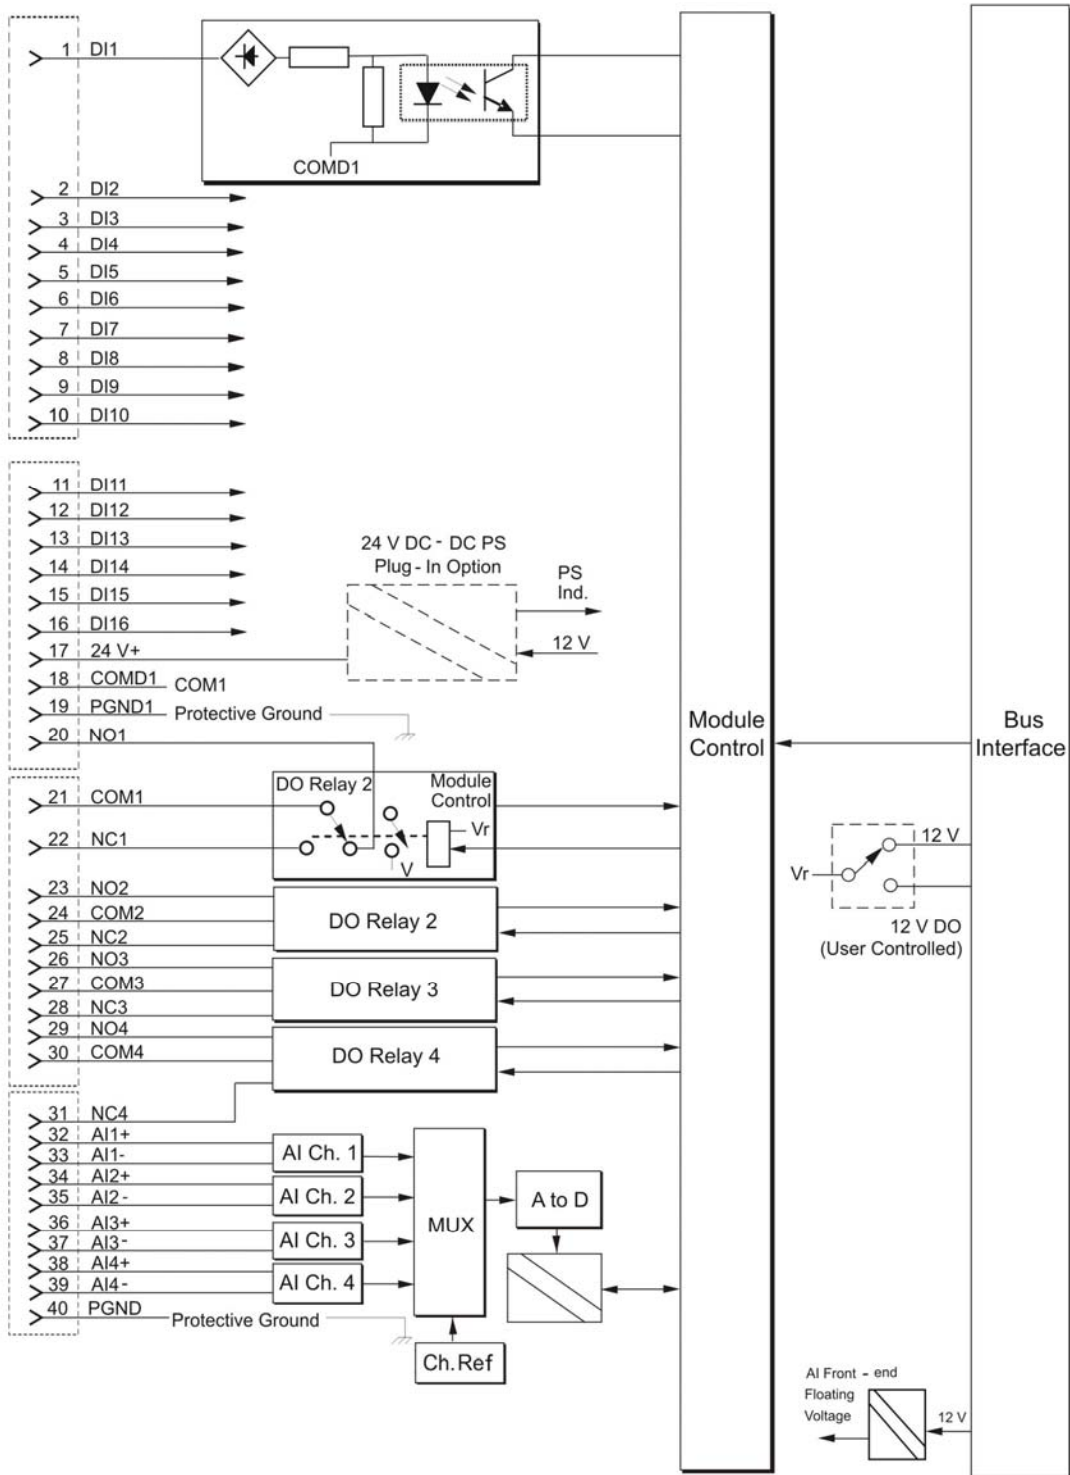 1 DI1
COMD1
2 DI2
3 DI3
4 DI4
5 DI5
6 DI6
7 DI7
8 DI8
9 DI9
10 DI10
11 DI11
12 DI12
13 DI13
14 DI14
15 DI15
16 DI16
17 24 V+
18 COMD1 COM1
19 PGND1 Protective Ground
20 NO1
24 V DC - DC PS
Plug - In Option
PS
Ind.
12 V
21 COM1
22 NC1
DO Relay 2
Module
Control
Vr
V
23 NO2
24 COM2
25 NC2
DO Relay 2
26 NO3
27 COM3
28 NC3
DO Relay 3
29 NO4
30 COM4
DO Relay 4
31 NC4
32 AI1+
33 AI1-
34 AI2+
35 AI2-
36 AI3+
37 AI3-
38 AI4+
39 AI4-
40 PGND
Protective Ground
AI Ch. 1
AI Ch. 2
AI Ch. 3
AI Ch. 4
MUX
Ch.Ref
A to D
Module
Control
Bus
Interface
12 V
Vr
12 V DO
(User Controlled)
AI Front - end
Floating
Voltage
12 V